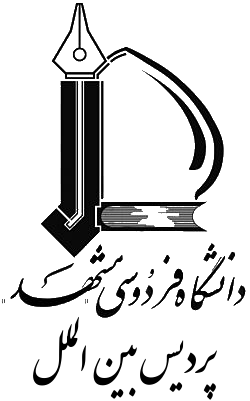 دانشگاه فردوسی مشهد
پردیس بین الملل